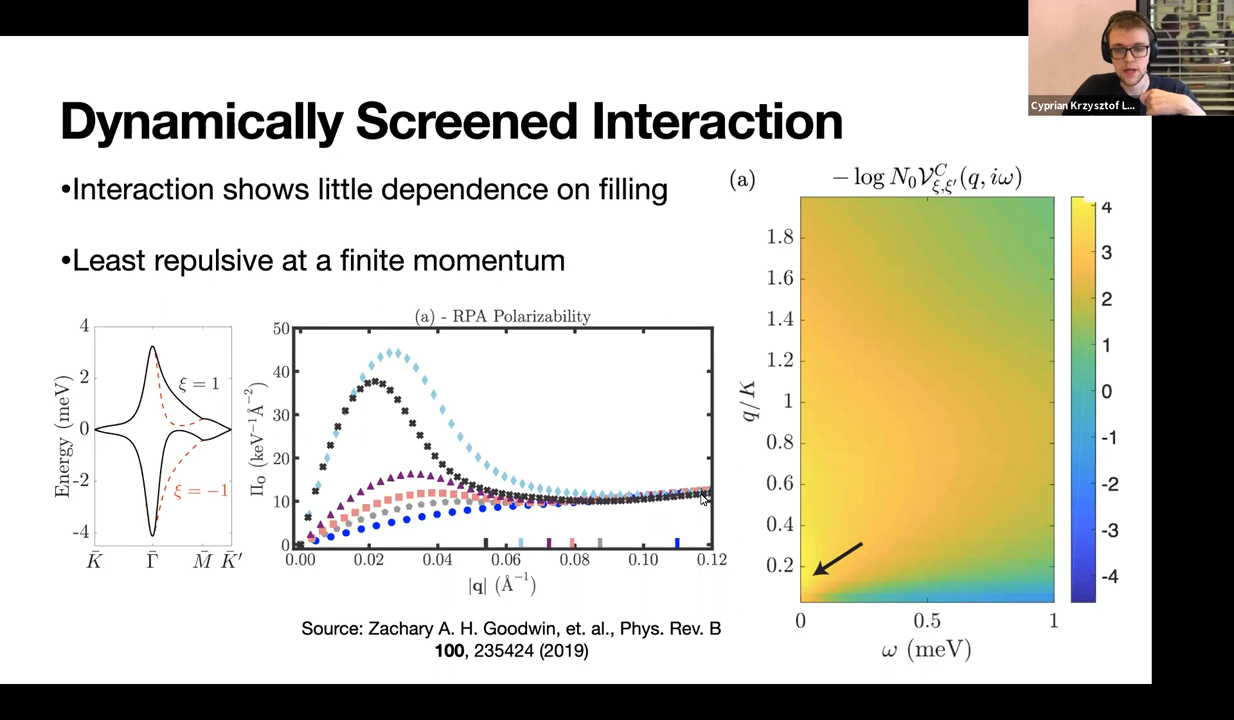 Cyprian Krzysztof L...
Dynamically Screened Interaction
•Interaction shows little dependence on filling
•Least repulsive at a finite momentum
(a)
− log N₀𝒱ᶜ_{ξ,ξ′}(q, iω)
4
2
0
-2
-4
Energy (meV)
ξ = 1
ξ = −1
K̄
Γ̄
M̄
K̄′
(a) - RPA Polarizability
50
40
30
20
10
0
Π₀ (keV⁻¹Å⁻²)
0.00
0.02
0.04
0.06
0.08
0.10
0.12
|q| (Å⁻¹)
Source: Zachary A. H. Goodwin, et. al., Phys. Rev. B
100, 235424 (2019)
1.8
1.6
1.4
1.2
1
0.8
0.6
0.4
0.2
q/K
0
0.5
1
ω (meV)
4
3
2
1
0
-1
-2
-3
-4